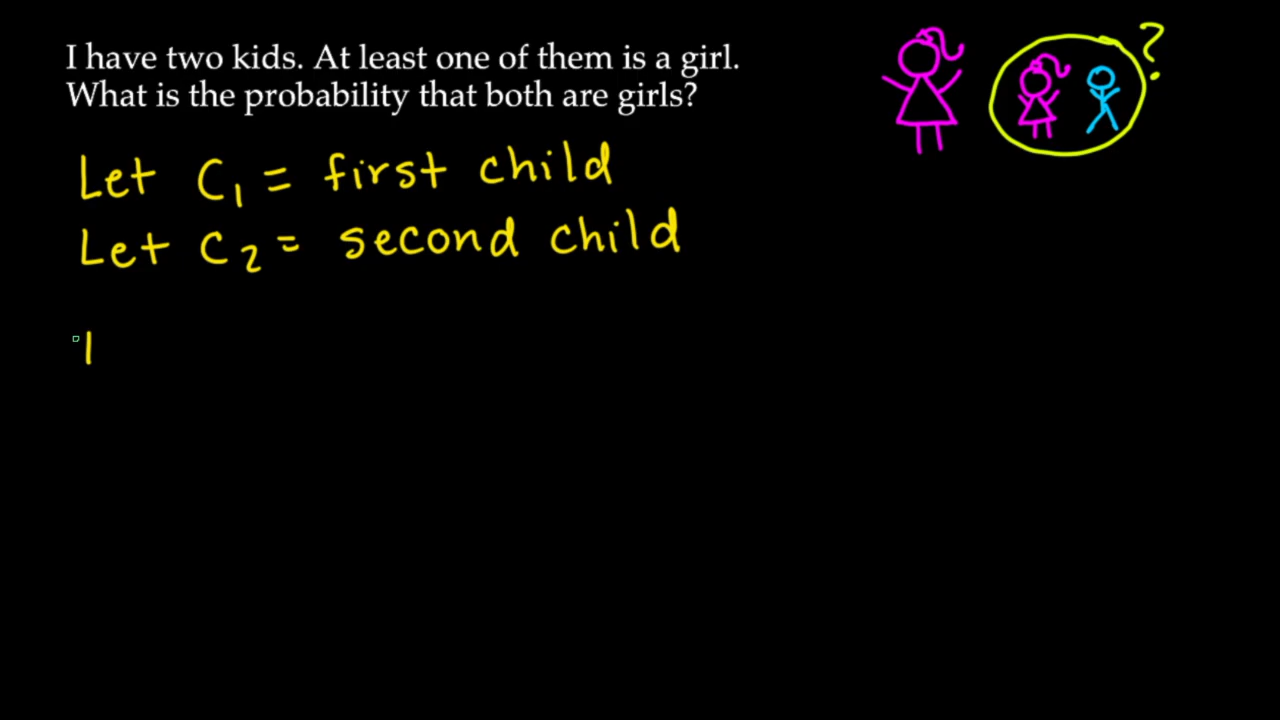 I have two kids. At least one of them is a girl.
What is the probability that both are girls?
?
Let C₁ = first child
Let C₂ = second child